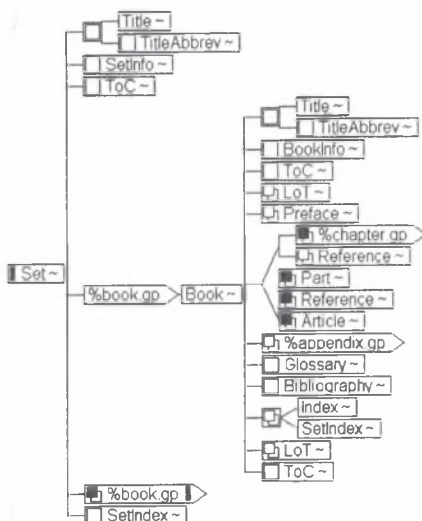 Title ~
TitleAbbrev ~
SetInfo ~
ToC ~
Title ~
TitleAbbrev ~
BookInfo ~
ToC ~
LoT ~
Preface ~
%chapter.gp
Reference ~
Set ~
%book.gp
Book ~
Part ~
Reference ~
Article ~
%appendix.gp
Glossary ~
Bibliography ~
Index ~
SetIndex ~
LoT ~
ToC ~
%book.gp
SetIndex ~